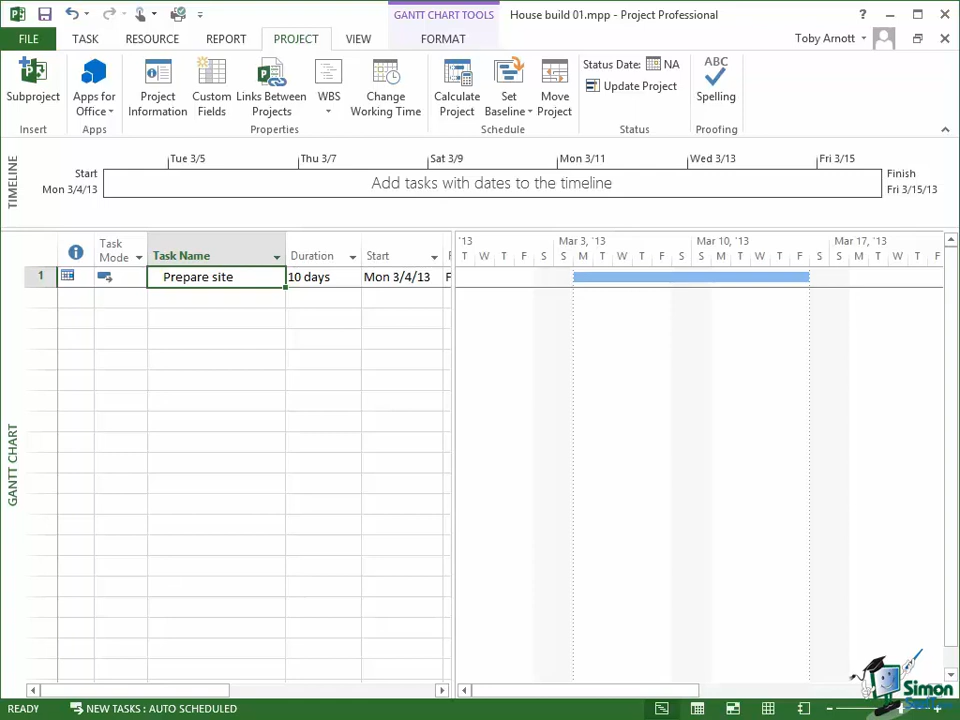 GANTT CHART TOOLS
House build 01.mpp - Project Professional
FILE TASK RESOURCE REPORT PROJECT VIEW FORMAT
Toby Arnott
Subproject
Apps for Office
Project Information
Custom Fields
Links Between Projects
WBS
Change Working Time
Calculate Project
Set Baseline
Move Project
Status Date: NA
Update Project
ABC
Spelling
Insert Apps Properties Schedule Status Proofing
TIMELINE
Tue 3/5 Thu 3/7 Sat 3/9 Mon 3/11 Wed 3/13 Fri 3/15
Start
Mon 3/4/13
Add tasks with dates to the timeline
Finish
Fri 3/15/13
GANTT CHART
Task Mode
Task Name
Duration
Start
'13 Mar 3, '13 Mar 10, '13 Mar 17, '13
T W F S S M T W T F S S M T W T F S S M T W T F
1 Prepare site 10 days Mon 3/4/13 F
READY NEW TASKS : AUTO SCHEDULED
Simon